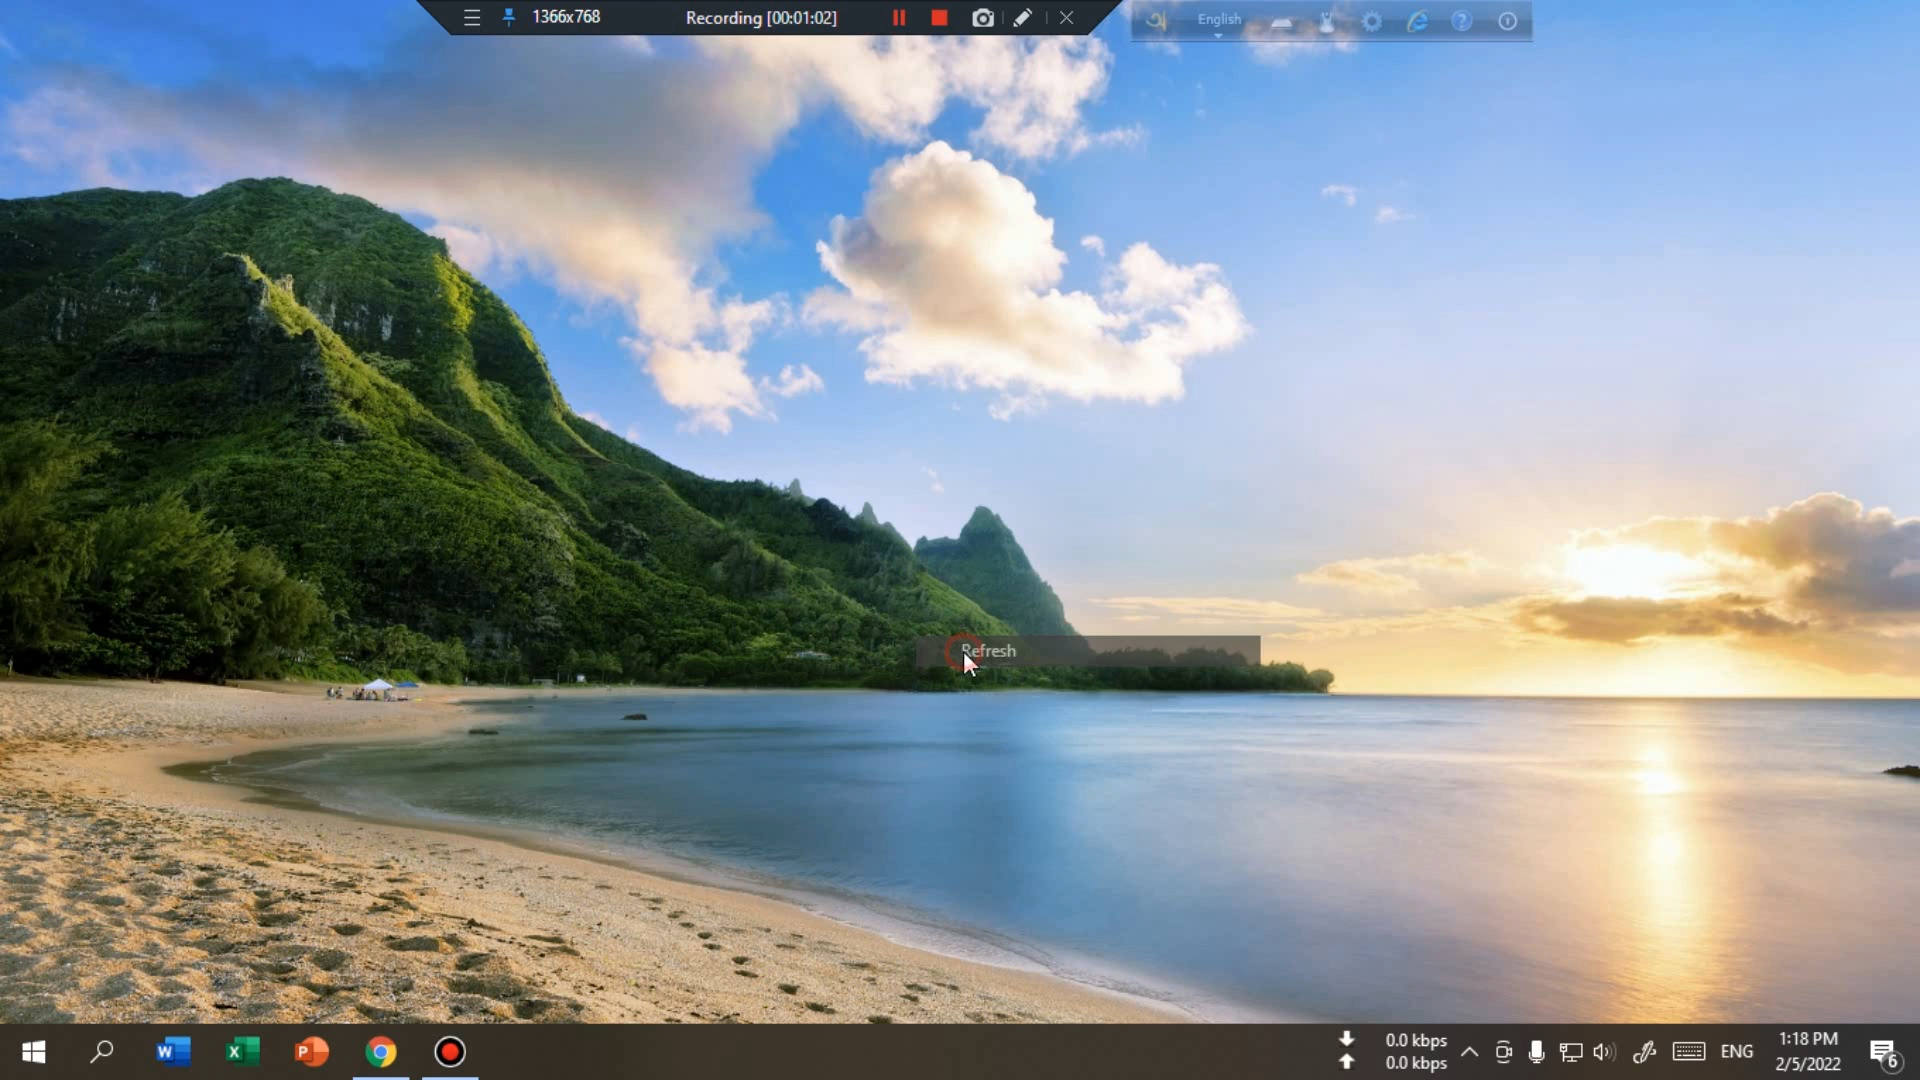 1366x768
Recording [00:01:02]
অ
English
?
Refresh
W
X
P
0.0 kbps
0.0 kbps
ENG
1:18 PM
2/5/2022
6